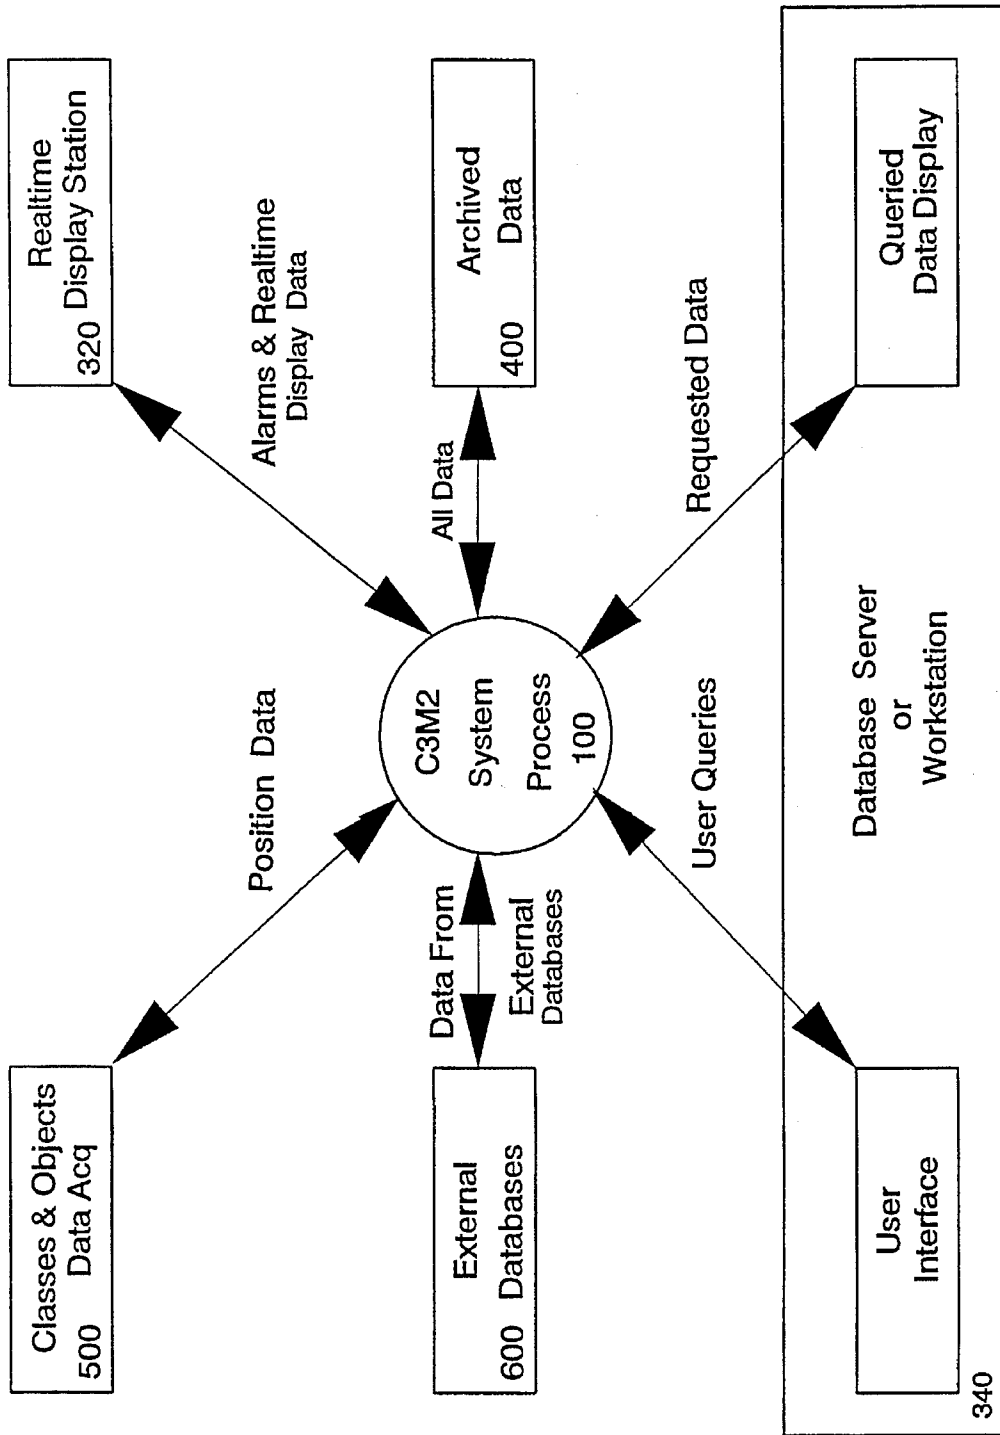 Classes & Objects
Data Acq
500
Position Data
Realtime
Display Station
320
Alarms & Realtime
Display Data
External
Databases
600
Data From
External
Databases
C3M2
System
Process
100
All Data
Archived
Data
400
User Queries
Requested Data
User
Interface
Database Server
or
Workstation
Queried
Data Display
340